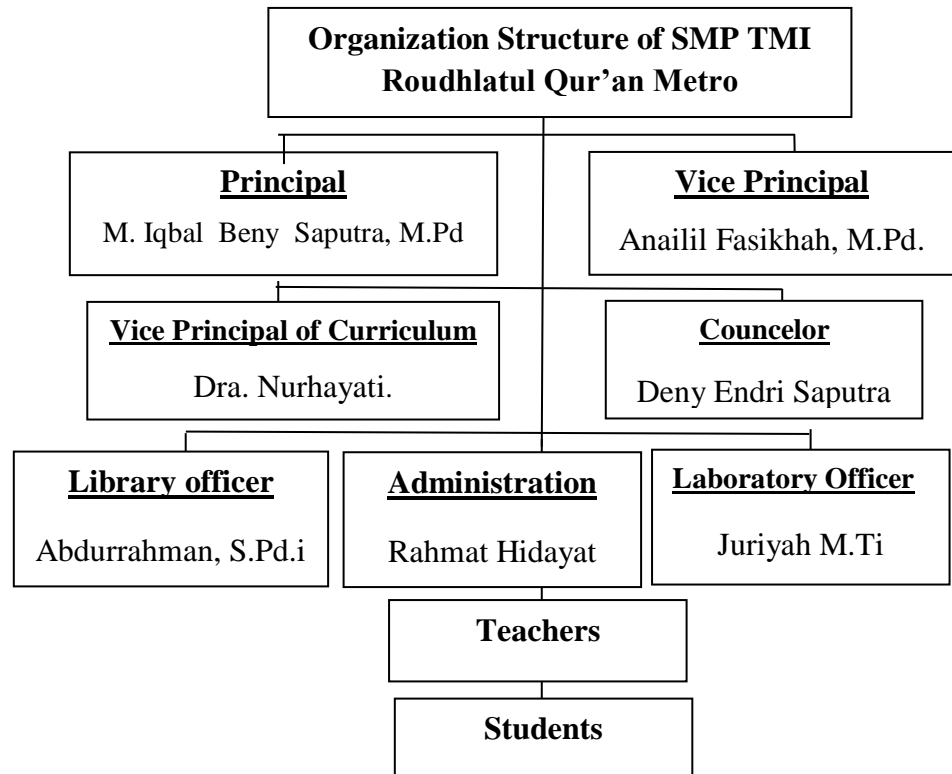 Organization Structure of SMP TMI
Roudhlatul Qur’an Metro
Principal
M. Iqbal Beny Saputra, M.Pd
Vice Principal
Anailil Fasikhah, M.Pd.
Vice Principal of Curriculum
Dra. Nurhayati.
Councelor
Deny Endri Saputra
Library officer
Abdurrahman, S.Pd.i
Administration
Rahmat Hidayat
Laboratory Officer
Juriyah M.Ti
Teachers
Students